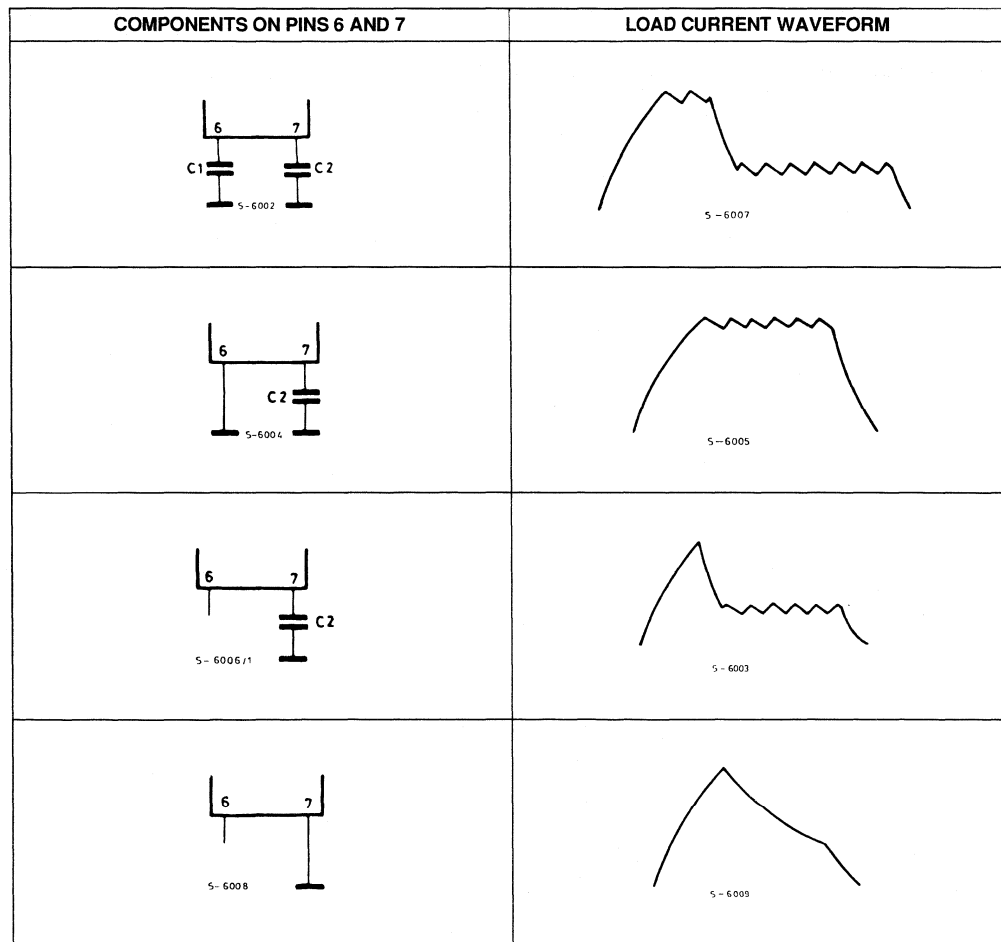 COMPONENTS ON PINS 6 AND 7
LOAD CURRENT WAVEFORM
6 7
C1 C2
S-6002
S -6007
6 7
C2
S-6004
S-6005
6 7
C2
S- 6006/1
S - 6003
6 7
S- 6008
S - 6009